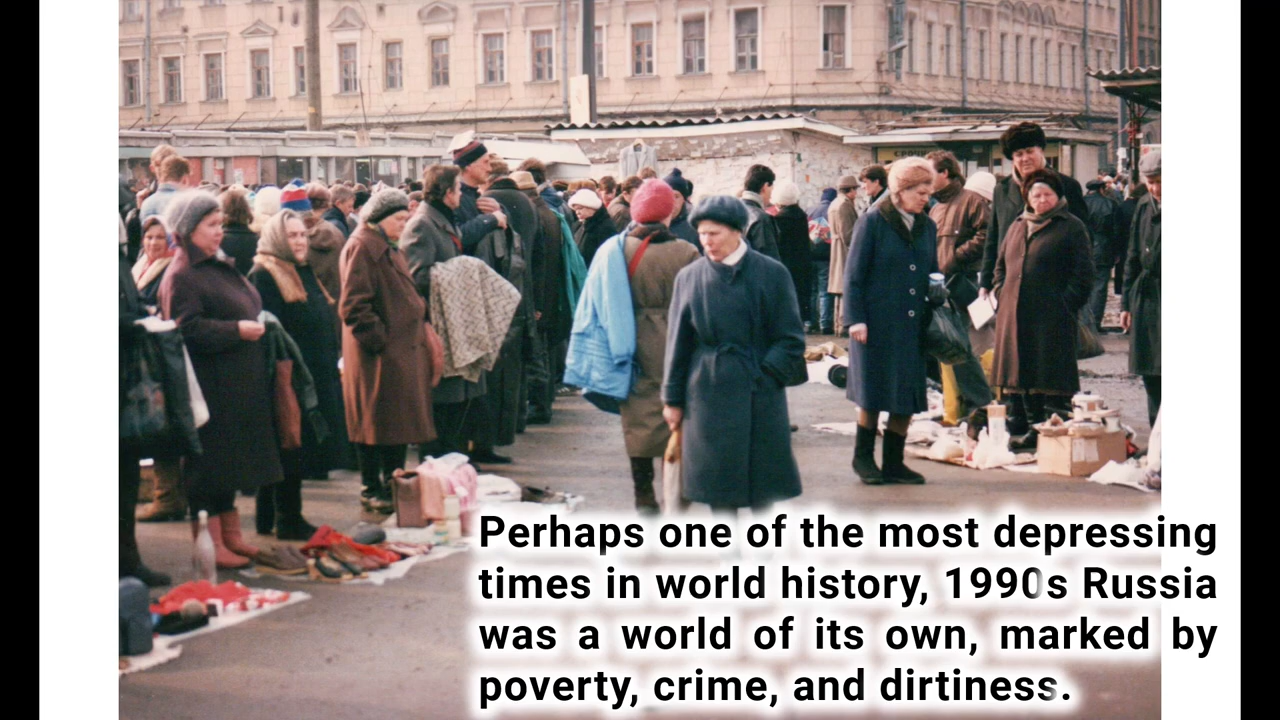 Perhaps one of the most depressing
times in world history, 1990s Russia
was a world of its own, marked by
poverty, crime, and dirtiness.